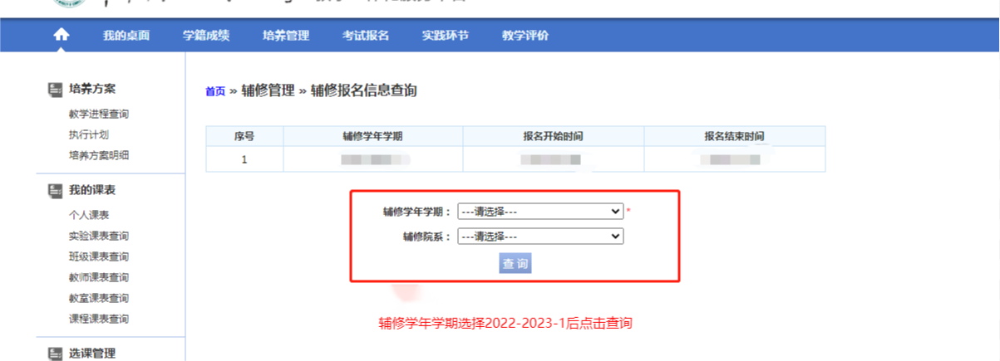 我的桌面 学籍成绩 培养管理 考试报名 实践环节 教学评价
培养方案
教学进程查询
执行计划
培养方案明细
我的课表
个人课表
实验课表查询
班级课表查询
教师课表查询
教室课表查询
课程课表查询
选课管理
首页 » 辅修管理 » 辅修报名信息查询
序号 辅修学年学期 报名开始时间 报名结束时间
1
辅修学年学期： ---请选择--- *
辅修院系： ---请选择---
查 询
辅修学年学期选择2022-2023-1后点击查询